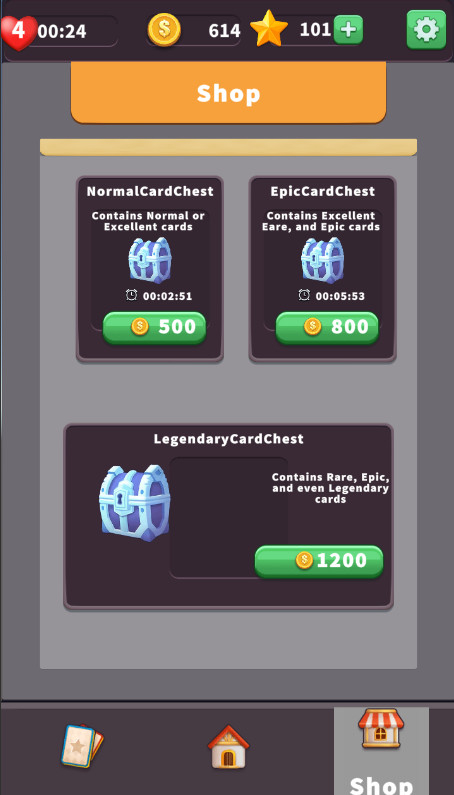 4 00:24 614 101 +
Shop
NormalCardChest EpicCardChest
Contains Normal or Contains Excellent
Excellent cards Eare, and Epic cards
00:02:51 00:05:53
$ 500 $ 800
LegendaryCardChest
Contains Rare, Epic,
and even Legendary
cards
$ 1200
Shop